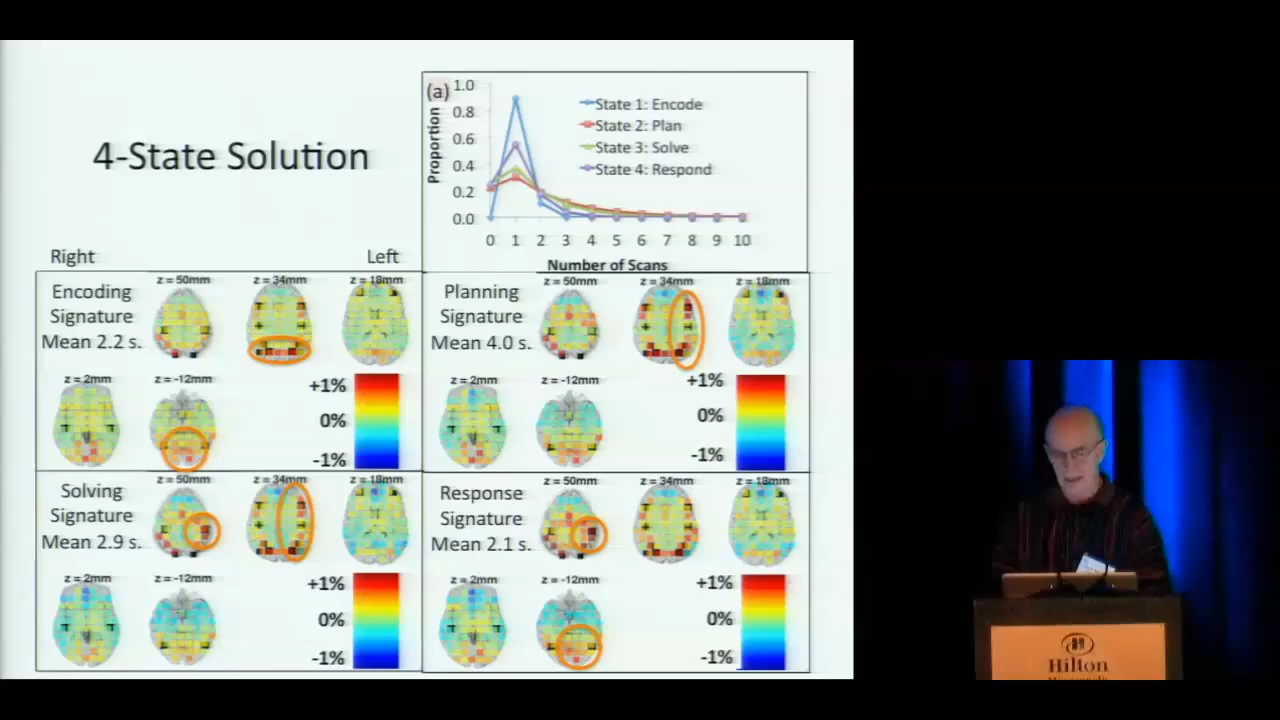 4-State Solution
(a)
Proportion
1.0
0.8
0.6
0.4
0.2
0.0
State 1: Encode
State 2: Plan
State 3: Solve
State 4: Respond
0 1 2 3 4 5 6 7 8 9 10
Number of Scans
Right
Left
Encoding
Signature
Mean 2.2 s.
z = 50mm
z = 34mm
z = 18mm
z = 2mm
z = -12mm
+1%
0%
-1%
Planning
Signature
Mean 4.0 s.
z = 50mm
z = 34mm
z = 18mm
z = 2mm
z = -12mm
+1%
0%
-1%
Solving
Signature
Mean 2.9 s.
z = 50mm
z = 34mm
z = 18mm
z = 2mm
z = -12mm
+1%
0%
-1%
Response
Signature
Mean 2.1 s.
z = 50mm
z = 34mm
z = 18mm
z = 2mm
z = -12mm
+1%
0%
-1%
H
Hilton